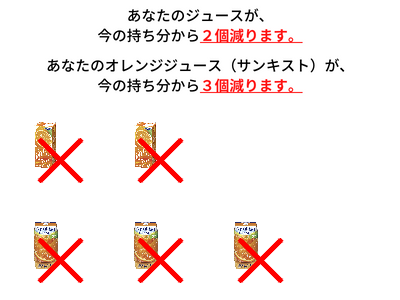 あなたのジュースが、
今の持ち分から２個減ります。
あなたのオレンジジュース（サンキスト）が、
今の持ち分から３個減ります。